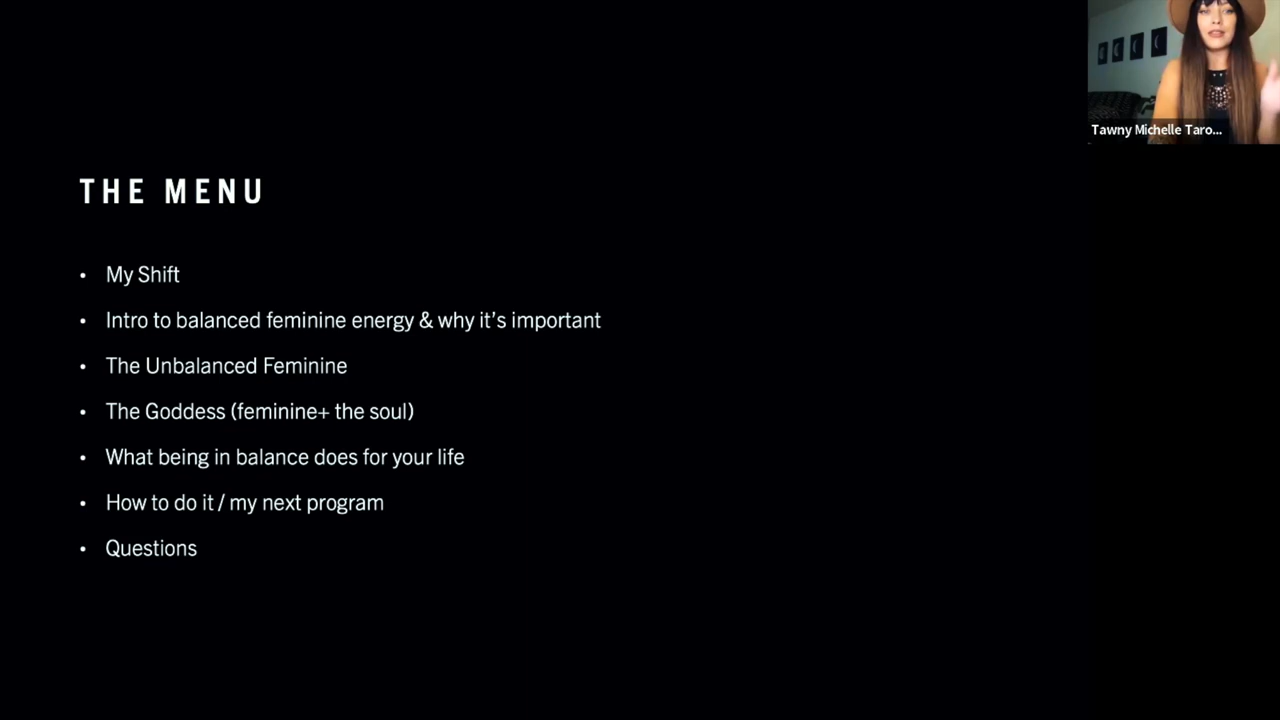 Tawny Michelle Taro...
THE MENU
• My Shift
• Intro to balanced feminine energy & why it's important
• The Unbalanced Feminine
• The Goddess (feminine+ the soul)
• What being in balance does for your life
• How to do it / my next program
• Questions